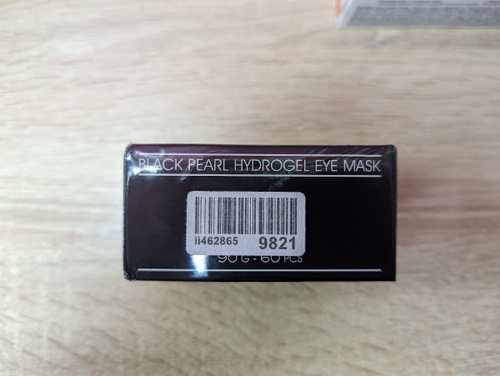 BLACK PEARL HYDROGEL EYE MASK
ii462865 9821
90 G - 60 PCS